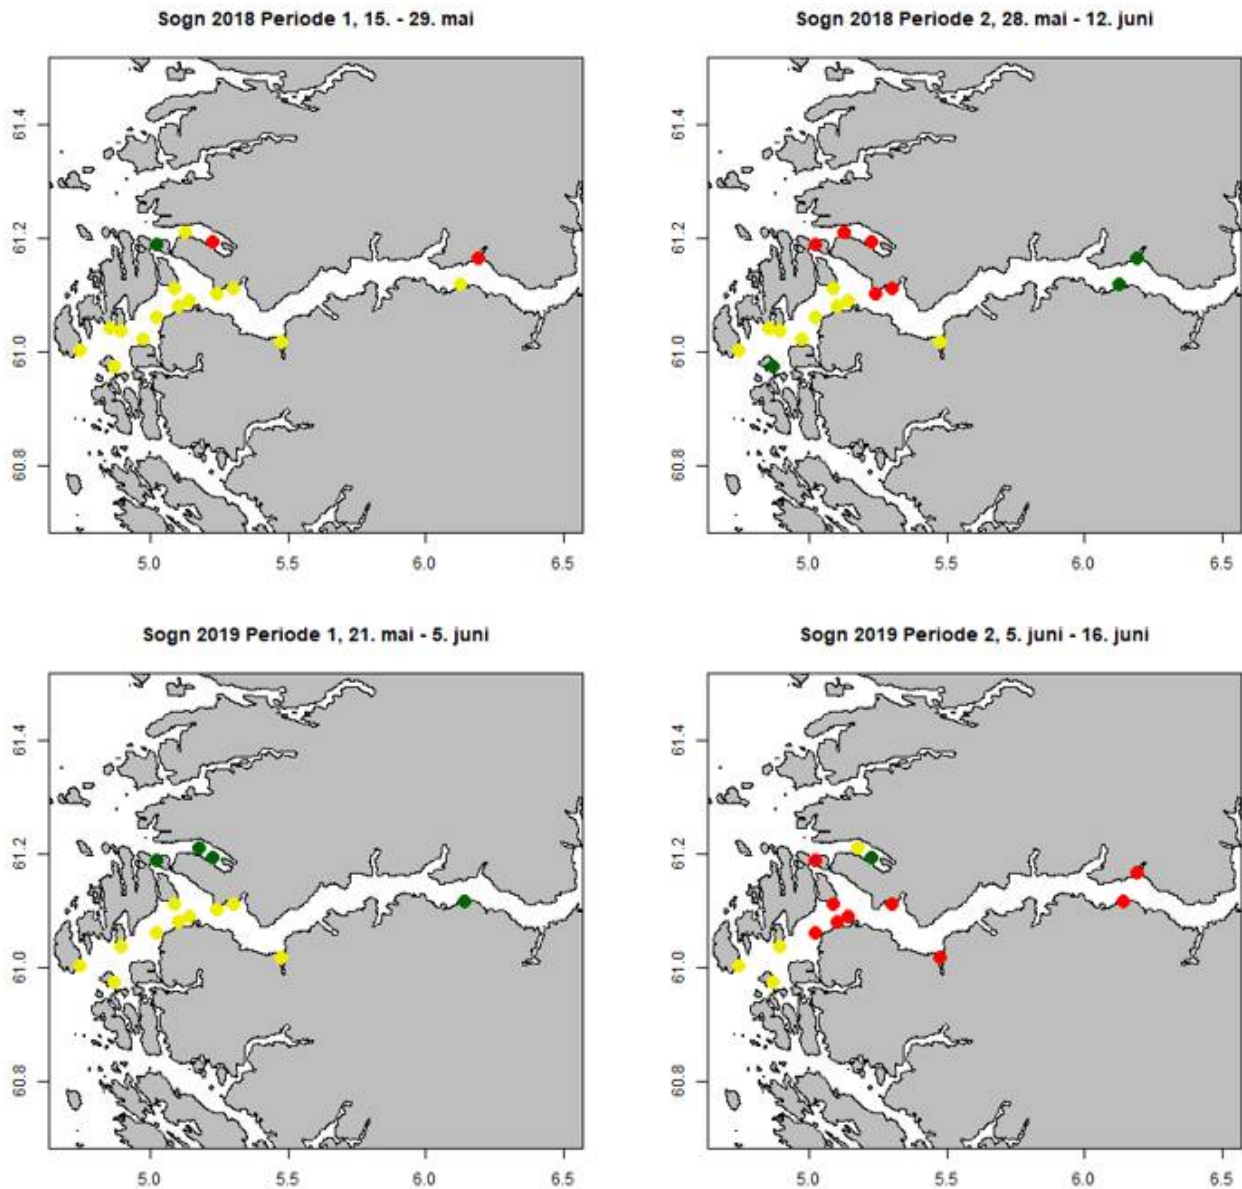 Sogn 2018 Periode 1, 15. - 29. mai
Sogn 2018 Periode 2, 28. mai - 12. juni
61.4
61.2
61.0
60.8
5.0 5.5 6.0 6.5
61.4
61.2
61.0
60.8
5.0 5.5 6.0 6.5
Sogn 2019 Periode 1, 21. mai - 5. juni
Sogn 2019 Periode 2, 5. juni - 16. juni
61.4
61.2
61.0
60.8
5.0 5.5 6.0 6.5
61.4
61.2
61.0
60.8
5.0 5.5 6.0 6.5